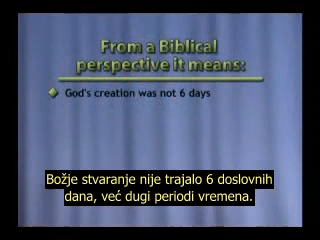 From a Biblical
perspective it means:
God's creation was not 6 days
Božje stvaranje nije trajalo 6 doslovnih
dana, već dugi periodi vremena.